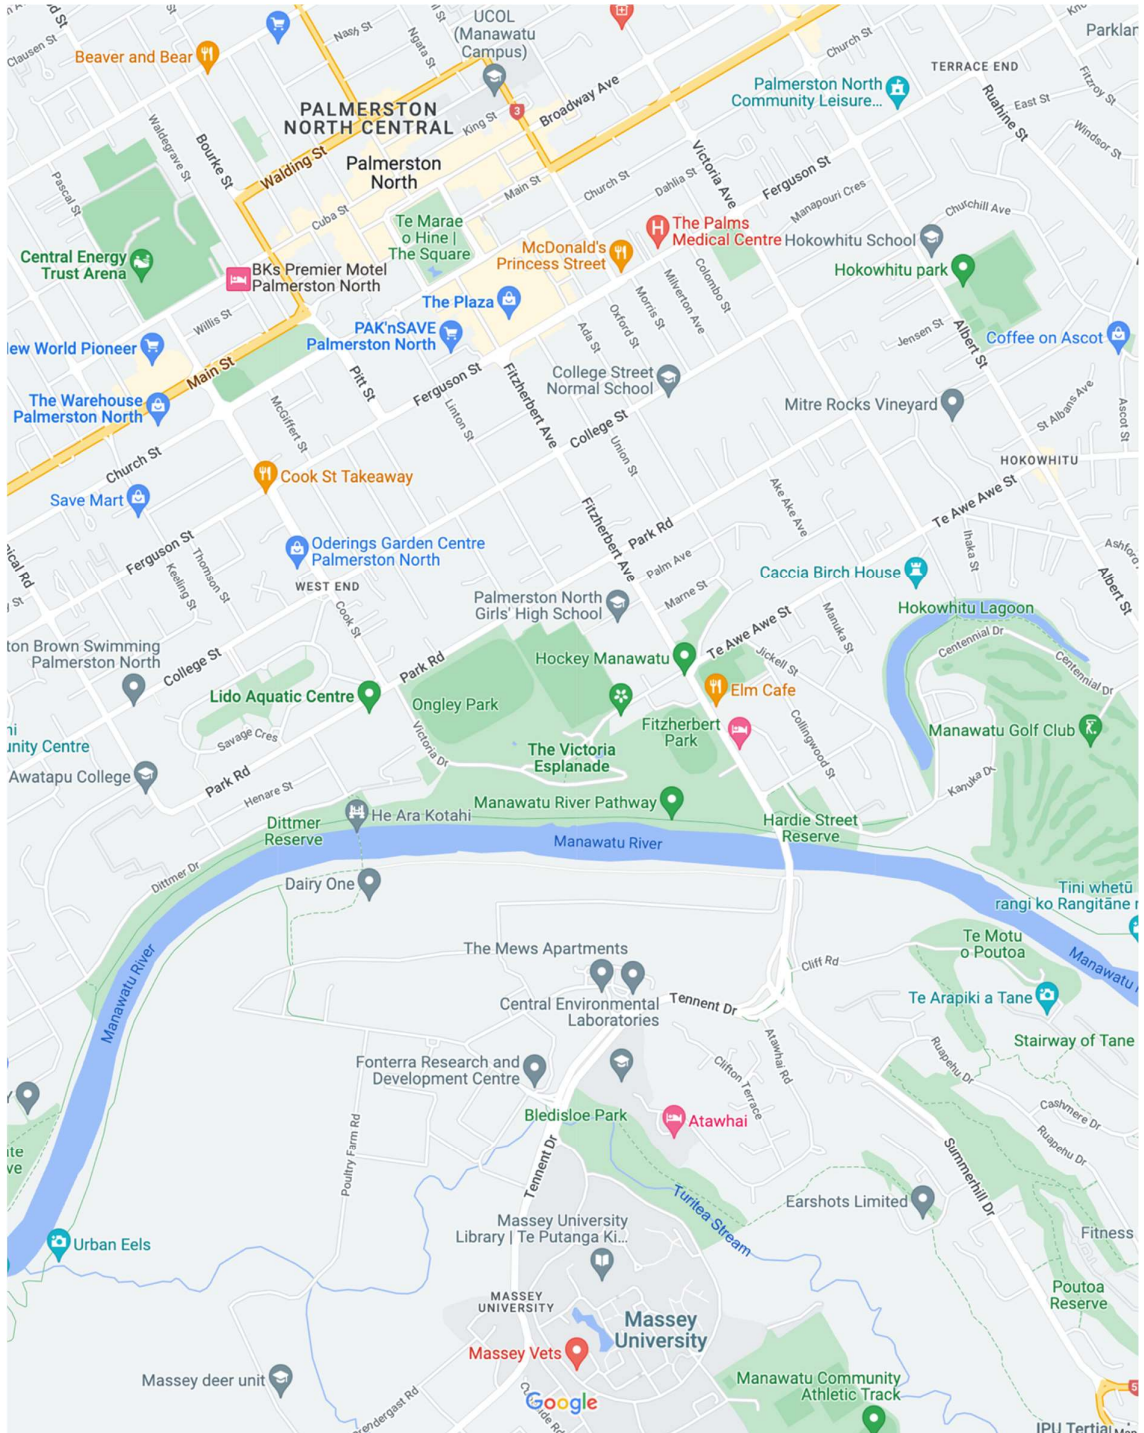 UCOL
(Manawatu
Campus)
Nash St
Ngata St
Clausen St
Beaver and Bear
Church St
Parklan
TERRACE END
Palmerston North
Community Leisure...
Ruahine St
East St
Fitzroy St
Windsor St
PALMERSTON
NORTH CENTRAL
King St
3
Broadway Ave
Waldegrave St
Bourke St
Walding St
Palmerston
North
Main St
Church St
Dahlia St
Victoria Ave
Ferguson St
Manapouri Cres
Churchill Ave
Pascal St
Cuba St
Te Marae
o Hine |
The Square
The Palms
Medical Centre
Hokowhitu School
McDonald's
Princess Street
Central Energy
Trust Arena
BKs Premier Motel
Palmerston North
Hokowhitu park
Colombo St
Milverton Ave
Morris St
Oxford St
Ada St
The Plaza
Willis St
PAK'nSAVE
Palmerston North
Jensen St
Albert St
Coffee on Ascot
ew World Pioneer
Main St
Pitt St
Ferguson St
Fitzherbert Ave
College Street
Normal School
The Warehouse
Palmerston North
McGiffert St
Linton St
College St
Union St
Mitre Rocks Vineyard
St Albans Ave
Ascot St
Church St
HOKOWHITU
Cook St Takeaway
Save Mart
Ake Ake Ave
Te Awe Awe St
Fitzherbert Ave
Park Rd
Ferguson St
Oderings Garden Centre
Palmerston North
Ihaka St
Ashford
ical Rd
Thomson St
Keeling St
WEST END
Palm Ave
Caccia Birch House
Albert St
Palmerston North
Girls' High School
Marne St
Cook St
Hokowhitu Lagoon
Manuka St
Te Awe Awe St
Centennial Dr
ton Brown Swimming
Palmerston North
College St
Park Rd
Hockey Manawatu
Jickell St
Centennial Dr
Lido Aquatic Centre
Ongley Park
Elm Cafe
Fitzherbert
Park
Collingwood St
Manawatu Golf Club
ni
unity Centre
Savage Cres
Victoria Dr
The Victoria
Esplanade
Awatapu College
Park Rd
Henare St
Kanuka Dr
Manawatu River Pathway
He Ara Kotahi
Dittmer
Reserve
Hardie Street
Reserve
Manawatu River
Dittmer Dr
Dairy One
Tini whetū
rangi ko Rangitāne
Te Motu
o Poutoa
The Mews Apartments
Cliff Rd
Manawatu
Manawatu River
Central Environmental
Laboratories
Tennent Dr
Te Arapiki a Tane
Atawhai Rd
Stairway of Tane
Fonterra Research and
Development Centre
Clifton Terrace
Ruapehu Dr
Bledisloe Park
Atawhai
Cashmere Dr
Ruapehu Dr
Poultry Farm Rd
Tennent Dr
Summerhill Dr
Turitea Stream
Earshots Limited
Massey University
Library | Te Putanga Ki...
Fitness
Urban Eels
MASSEY
UNIVERSITY
Massey
University
Poutoa
Reserve
Massey Vets
Massey deer unit
Manawatu Community
Athletic Track
Google
IPU Tertia